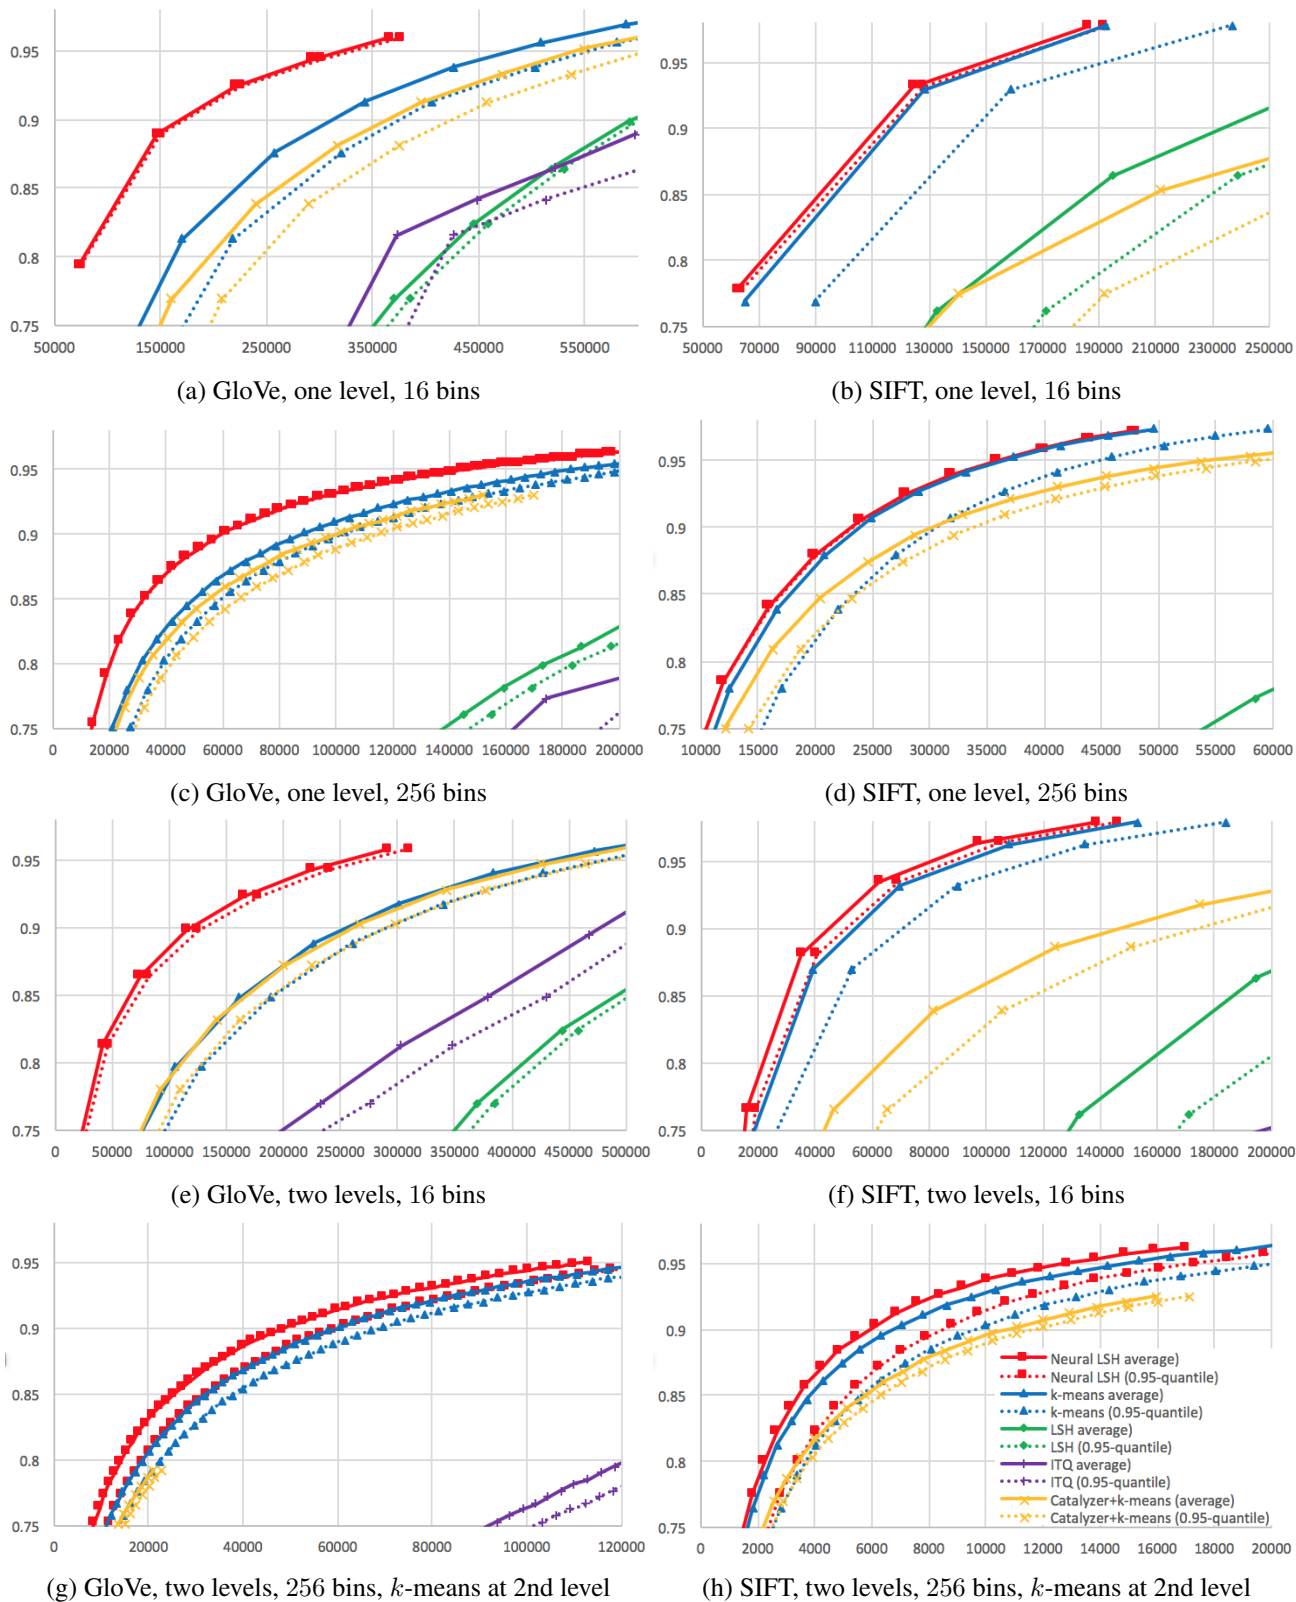 0.95
0.9
0.85
0.8
0.75
50000 150000 250000 350000 450000 550000
(a) GloVe, one level, 16 bins
0.95
0.9
0.85
0.8
0.75
50000 70000 90000 110000 130000 150000 170000 190000 210000 230000 250000
(b) SIFT, one level, 16 bins
0.95
0.9
0.85
0.8
0.75
0 20000 40000 60000 80000 100000 120000 140000 160000 180000 200000
(c) GloVe, one level, 256 bins
0.95
0.9
0.85
0.8
0.75
10000 15000 20000 25000 30000 35000 40000 45000 50000 55000 60000
(d) SIFT, one level, 256 bins
0.95
0.9
0.85
0.8
0.75
0 50000 100000 150000 200000 250000 300000 350000 400000 450000 500000
(e) GloVe, two levels, 16 bins
0.95
0.9
0.85
0.8
0.75
0 20000 40000 60000 80000 100000 120000 140000 160000 180000 200000
(f) SIFT, two levels, 16 bins
0.95
0.9
0.85
0.8
0.75
0 20000 40000 60000 80000 100000 120000
(g) GloVe, two levels, 256 bins, k-means at 2nd level
0.95
0.9
0.85
0.8
0.75
0 2000 4000 6000 8000 10000 12000 14000 16000 18000 20000
Neural LSH average)
Neural LSH (0.95-quantile)
k-means average)
k-means (0.95-quantile)
LSH average)
LSH (0.95-quantile)
ITQ average)
ITQ (0.95-quantile)
Catalyzer+k-means (average)
Catalyzer+k-means (0.95-quantile)
(h) SIFT, two levels, 256 bins, k-means at 2nd level